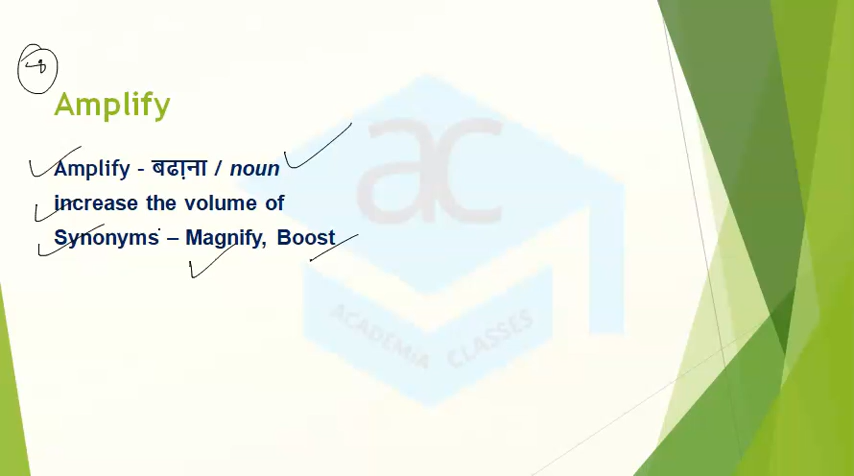 Amplify
Amplify - बढा़ना / noun
increase the volume of
Synonyms – Magnify, Boost
ac
ACADEMIA CLASSES